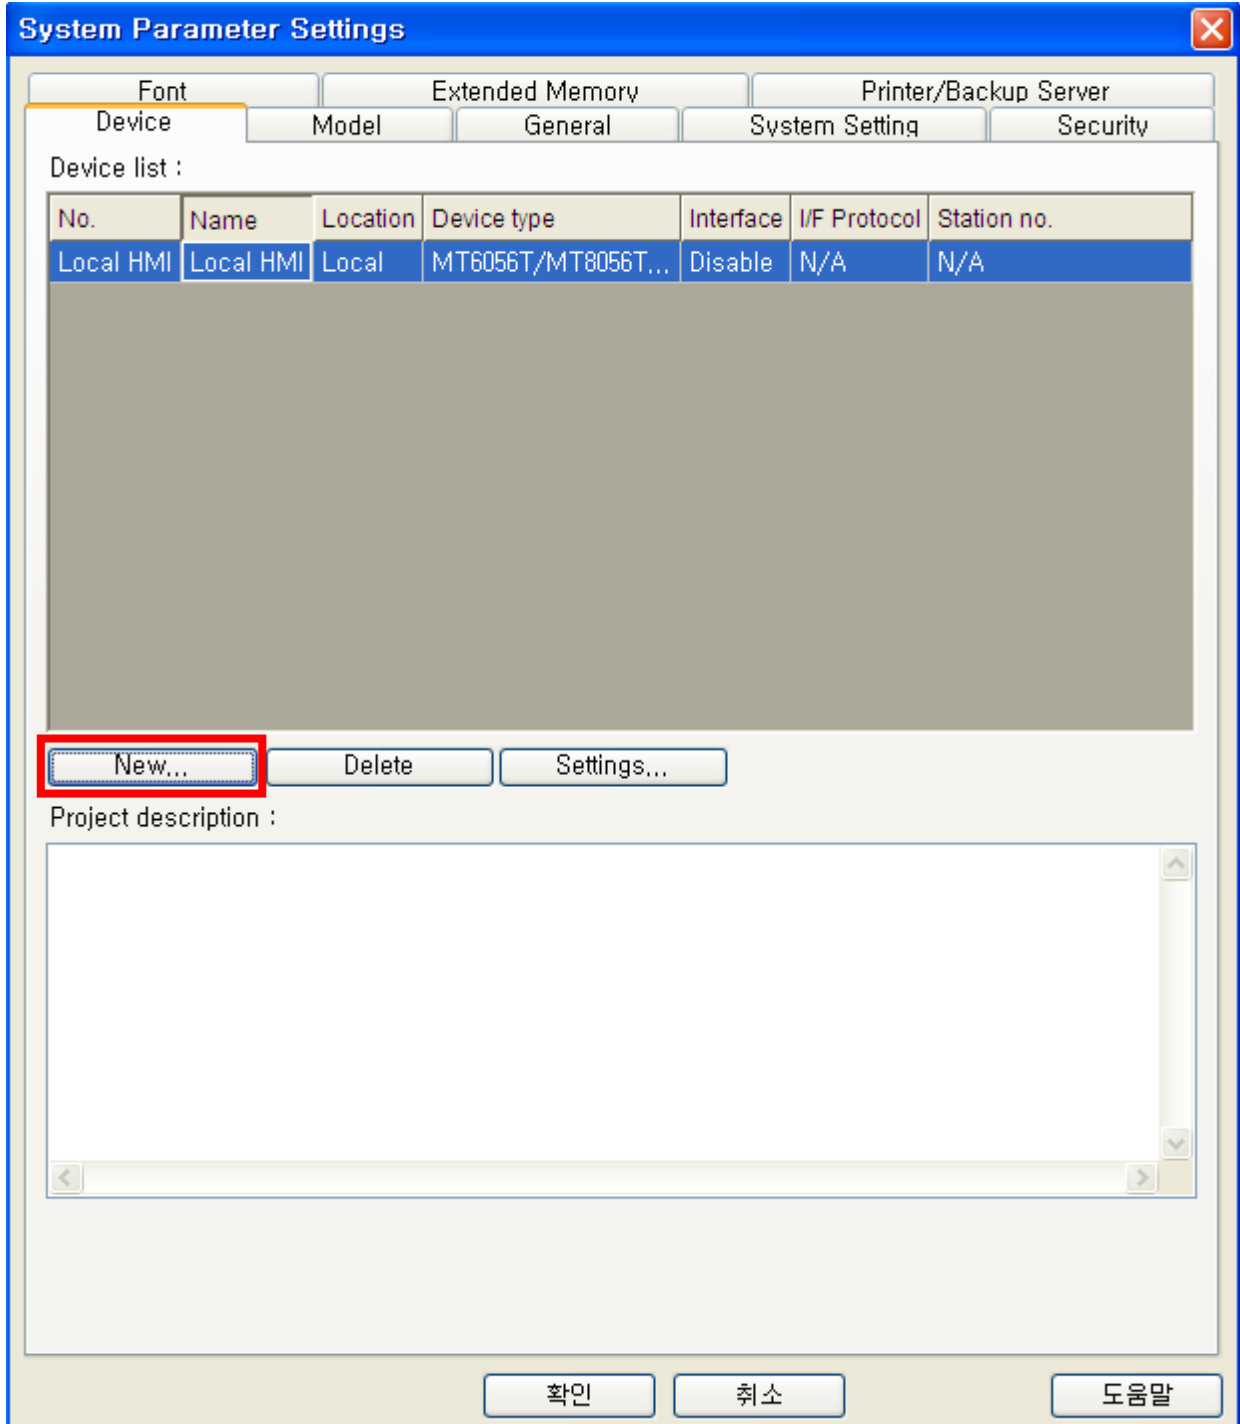 System Parameter Settings
Font Extended Memory Printer/Backup Server
Device Model General System Setting Security
Device list :
No. Name Location Device type Interface I/F Protocol Station no.
Local HMI Local HMI Local MT6056T/MT8056T... Disable N/A N/A
New... Delete Settings...
Project description :
확인 취소 도움말